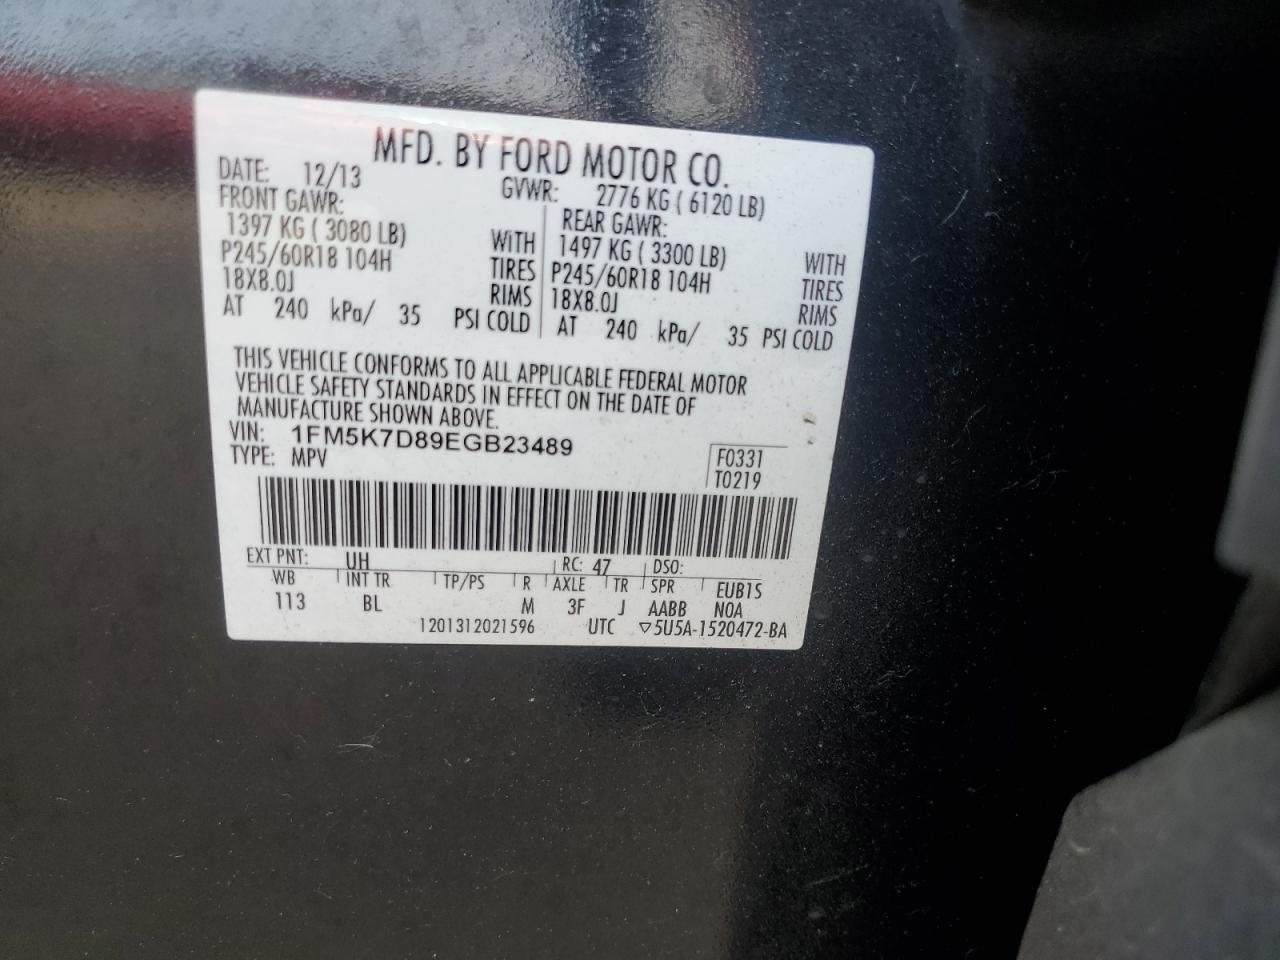 MFD. BY FORD MOTOR CO.
DATE: 12/13 GVWR: 2776 KG ( 6120 LB)
FRONT GAWR: REAR GAWR:
1397 KG ( 3080 LB) WITH 1497 KG ( 3300 LB) WITH
P245/60R18 104H TIRES P245/60R18 104H TIRES
18X8.0J RIMS 18X8.0J RIMS
AT 240 kPa/ 35 PSI COLD AT 240 kPa/ 35 PSI COLD
THIS VEHICLE CONFORMS TO ALL APPLICABLE FEDERAL MOTOR
VEHICLE SAFETY STANDARDS IN EFFECT ON THE DATE OF
MANUFACTURE SHOWN ABOVE.
VIN: 1FM5K7D89EGB23489
TYPE: MPV
F0331
T0219
EXT PNT: UH RC: 47 DSO:
WB INT TR TP/PS R AXLE TR SPR EUB1S
113 BL M 3F J AABB NOA
1201312021596 UTC ▽5U5A-1520472-BA